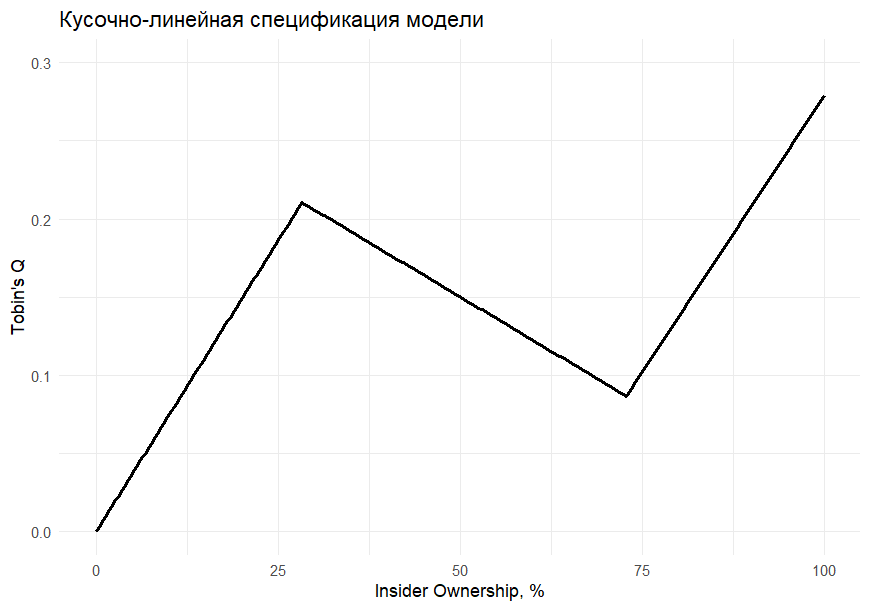 Кусочно-линейная спецификация модели
0.3
0.2
0.1
0.0
Tobin's Q
0 25 50 75 100
Insider Ownership, %